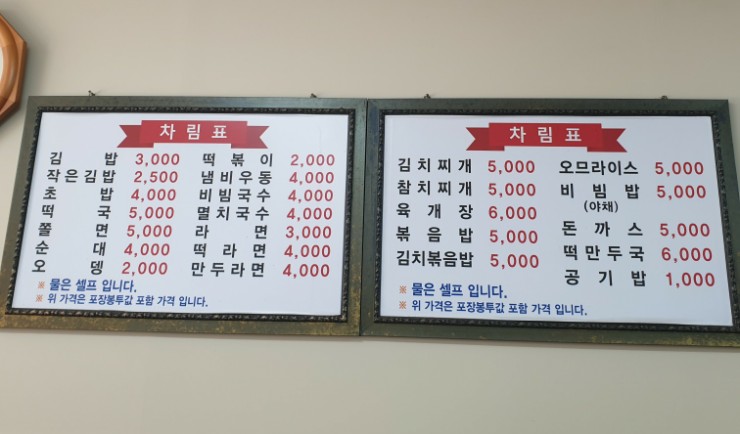 차림표
김밥 3,000
작은김밥 2,500
초밥 4,000
떡국 5,000
쫄면 5,000
순대 4,000
오뎅 2,000
떡볶이 2,000
냄비우동 4,000
비빔국수 4,000
멸치국수 4,000
라면 3,000
떡라면 4,000
만두라면 4,000
※ 물은 셀프 입니다.
※ 위 가격은 포장봉투값 포함 가격 입니다.
차림표
김치찌개 5,000
참치찌개 5,000
육개장 6,000
볶음밥 5,000
김치볶음밥 5,000
오므라이스 5,000
비빔밥 5,000
(야채)
돈까스 5,000
떡만두국 6,000
공기밥 1,000
※ 물은 셀프 입니다.
※ 위 가격은 포장봉투값 포함 가격 입니다.